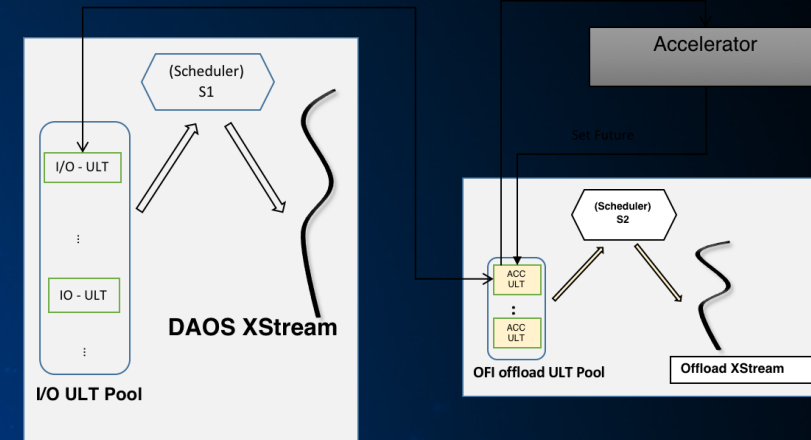 (Scheduler)
S1
I/O - ULT
⋮
IO - ULT
⋮
DAOS XStream
I/O ULT Pool
Accelerator
Set Future
(Scheduler)
S2
ACC
ULT
⋮
ACC
ULT
OFI offload ULT Pool
Offload XStream